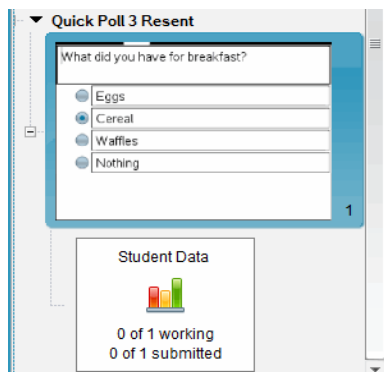 Quick Poll 3 Resent
What did you have for breakfast?
Eggs
Cereal
Waffles
Nothing
1
Student Data
0 of 1 working
0 of 1 submitted